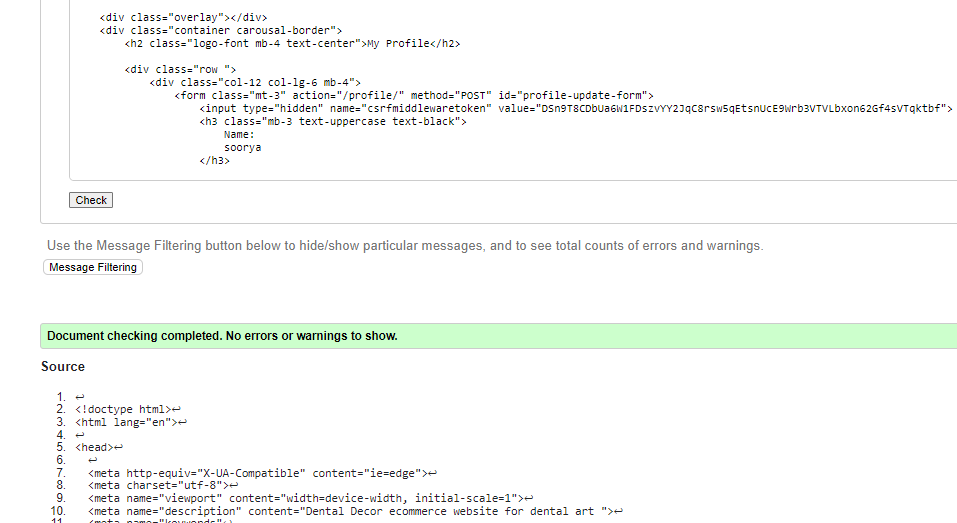 <div class="overlay"></div>
<div class="container carousal-border">
<h2 class="logo-font mb-4 text-center">My Profile</h2>
<div class="row ">
<div class="col-12 col-lg-6 mb-4">
<form class="mt-3" action="/profile/" method="POST" id="profile-update-form">
<input type="hidden" name="csrfmiddlewaretoken" value="DSn9T8CDbUa6W1FDszvYY2JqC8rsw5qEtsnUcE9Wrb3VTVLbxon62Gf4sVTqktbf">
<h3 class="mb-3 text-uppercase text-black">
Name:
soorya
</h3>
Check
Use the Message Filtering button below to hide/show particular messages, and to see total counts of errors and warnings.
Message Filtering
Document checking completed. No errors or warnings to show.
Source
1. ↩
2. <!doctype html>↩
3. <html lang="en">↩
4. ↩
5. <head>↩
6. ↩
7. <meta http-equiv="X-UA-Compatible" content="ie=edge">↩
8. <meta charset="utf-8">↩
9. <meta name="viewport" content="width=device-width, initial-scale=1">↩
10. <meta name="description" content="Dental Decor ecommerce website for dental art ">↩
11. <meta name="keywords"